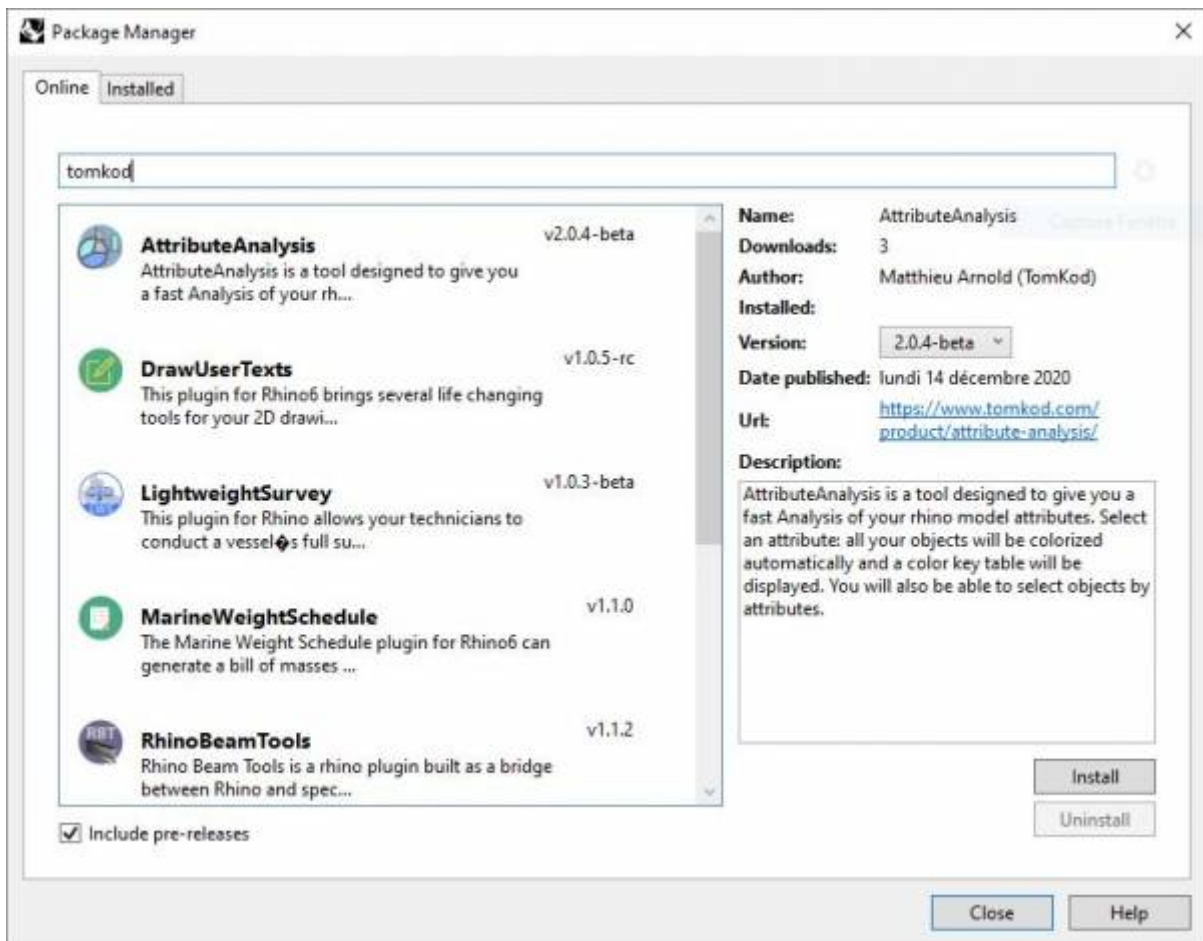 Package Manager
Online Installed
tomkod
AttributeAnalysis v2.0.4-beta
AttributeAnalysis is a tool designed to give you
a fast Analysis of your rh...
DrawUserTexts v1.0.5-rc
This plugin for Rhino6 brings several life changing
tools for your 2D drawi...
LightweightSurvey v1.0.3-beta
This plugin for Rhino allows your technicians to
conduct a vessel�s full su...
MarineWeightSchedule v1.1.0
The Marine Weight Schedule plugin for Rhino6 can
generate a bill of masses ...
RBT
RhinoBeamTools v1.1.2
Rhino Beam Tools is a rhino plugin built as a bridge
between Rhino and spec...
Include pre-releases
Name: AttributeAnalysis
Downloads: 3
Author: Matthieu Arnold (TomKod)
Installed:
Version: 2.0.4-beta
Date published: lundi 14 décembre 2020
Url: https://www.tomkod.com/
product/attribute-analysis/
Description:
AttributeAnalysis is a tool designed to give you a
fast Analysis of your rhino model attributes. Select
an attribute: all your objects will be colorized
automatically and a color key table will be
displayed. You will also be able to select objects by
attributes.
Install
Uninstall
Close Help